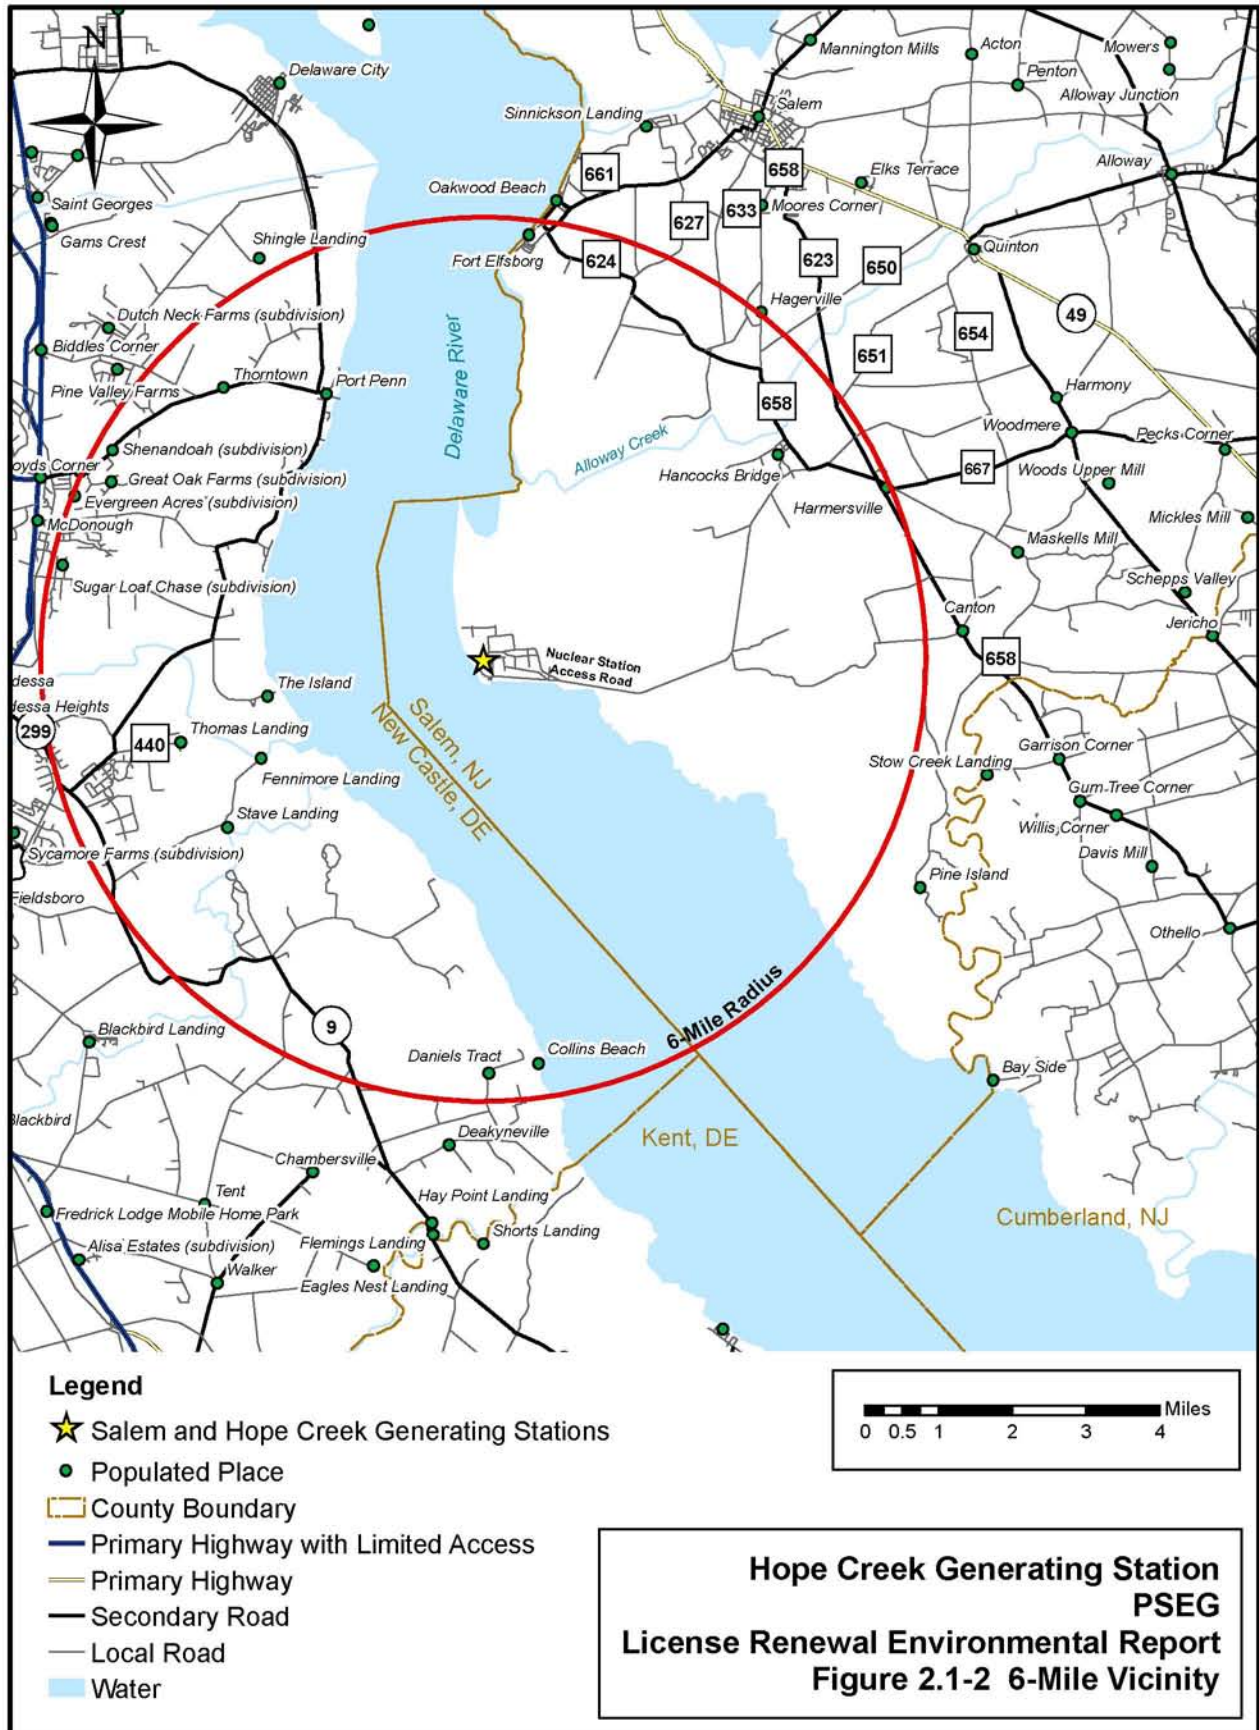 N
Delaware City
Mannington Mills
Acton
Mowers
Penton
Alloway Junction
Sinnickson Landing
Salem
661
658
Elks Terrace
Alloway
Oakwood Beach
Saint Georges
627
633
Moores Corner
Gams Crest
Shingle Landing
Fort Elfsborg
624
623
650
Quinton
Dutch Neck Farms (subdivision)
Hagerville
49
Biddles Corner
Delaware River
651
654
Pine Valley Farms
Thorntown
Port Penn
658
Harmony
Shenandoah (subdivision)
Alloway Creek
Woodmere
Pecks Corner
oyds Corner
Great Oak Farms (subdivision)
Hancocks Bridge
667
Woods Upper Mill
Evergreen Acres (subdivision)
Harmersville
McDonough
Mickles Mill
Maskells Mill
Sugar Loaf Chase (subdivision)
Schepps Valley
Canton
Jericho
Nuclear Station
Access Road
658
dessa
The Island
dessa Heights
Salem, NJ
New Castle, DE
299
440
Thomas Landing
Garrison Corner
Stow Creek Landing
Fennimore Landing
Gum Tree Corner
Stave Landing
Willis Corner
Sycamore Farms (subdivision)
Davis Mill
Pine Island
Fieldsboro
Othello
6-Mile Radius
9
Blackbird Landing
Daniels Tract
Collins Beach
Bay Side
Blackbird
Deakyneville
Kent, DE
Chambersville
Tent
Hay Point Landing
Fredrick Lodge Mobile Home Park
Cumberland, NJ
Alisa Estates (subdivision)
Flemings Landing
Shorts Landing
Walker
Eagles Nest Landing
Legend
Salem and Hope Creek Generating Stations
Populated Place
County Boundary
Primary Highway with Limited Access
Primary Highway
Secondary Road
Local Road
Water
Miles
0 0.5 1 2 3 4
Hope Creek Generating Station
PSEG
License Renewal Environmental Report
Figure 2.1-2 6-Mile Vicinity